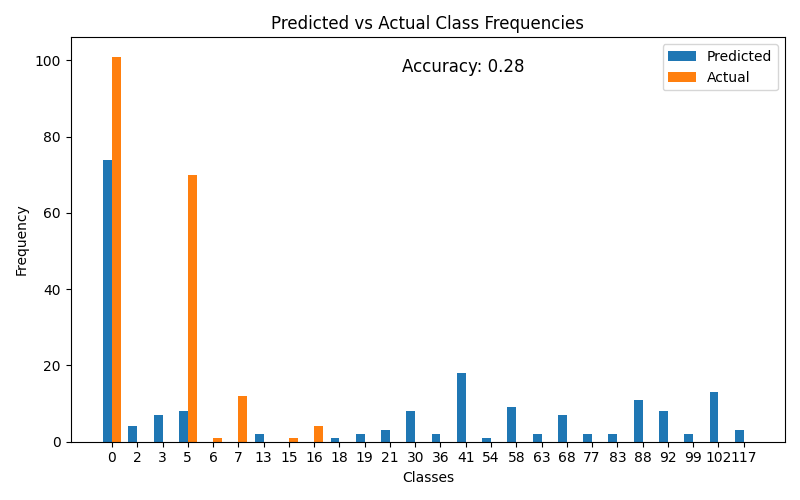 Predicted vs Actual Class Frequencies
Accuracy: 0.28
Predicted
Actual
Frequency
100
80
60
40
20
0
0 2 3 5 6 7 13 15 16 18 19 21 30 36 41 54 58 63 68 77 83 88 92 99 102 117
Classes